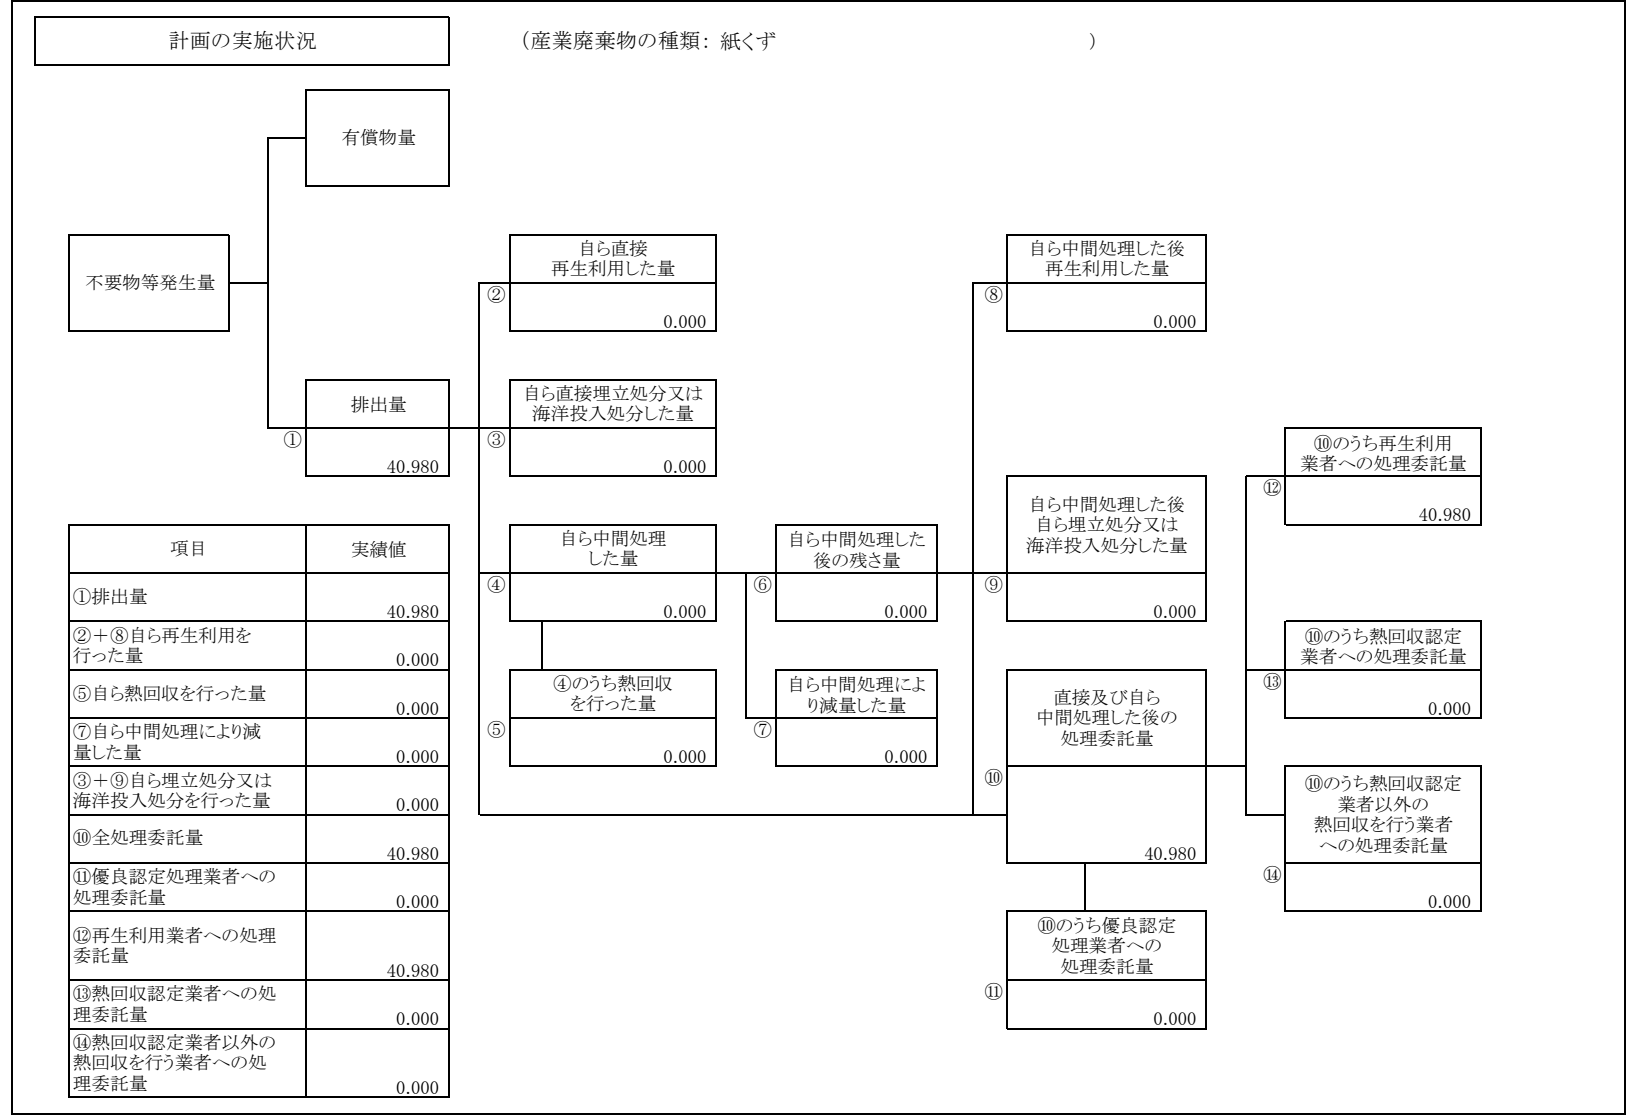 計画の実施状況
（産業廃棄物の種類： 紙くず ）
有償物量
不要物等発生量
自ら直接
再生利用した量
②
0.000
自ら中間処理した後
再生利用した量
⑧
0.000
排出量
①
40.980
自ら直接埋立処分又は
海洋投入処分した量
③
0.000
⑩のうち再生利用
業者への処理委託量
⑫
40.980
自ら中間処理
した量
④
0.000
自ら中間処理した
後の残さ量
⑥
0.000
自ら中間処理した後
自ら埋立処分又は
海洋投入処分した量
⑨
0.000
⑩のうち熱回収認定
業者への処理委託量
⑬
0.000
④のうち熱回収
を行った量
⑤
0.000
自ら中間処理によ
り減量した量
⑦
0.000
直接及び自ら
中間処理した後の
処理委託量
⑩
40.980
⑩のうち熱回収認定
業者以外の
熱回収を行う業者
への処理委託量
⑭
0.000
⑩のうち優良認定
処理業者への
処理委託量
⑪
0.000
項目 実績値
①排出量
40.980
②＋⑧自ら再生利用を
行った量
0.000
⑤自ら熱回収を行った量
0.000
⑦自ら中間処理により減
量した量
0.000
③＋⑨自ら埋立処分又は
海洋投入処分を行った量
0.000
⑩全処理委託量
40.980
⑪優良認定処理業者への
処理委託量
0.000
⑫再生利用業者への処理
委託量
40.980
⑬熱回収認定業者への処
理委託量
0.000
⑭熱回収認定業者以外の
熱回収を行う業者への処
理委託量
0.000